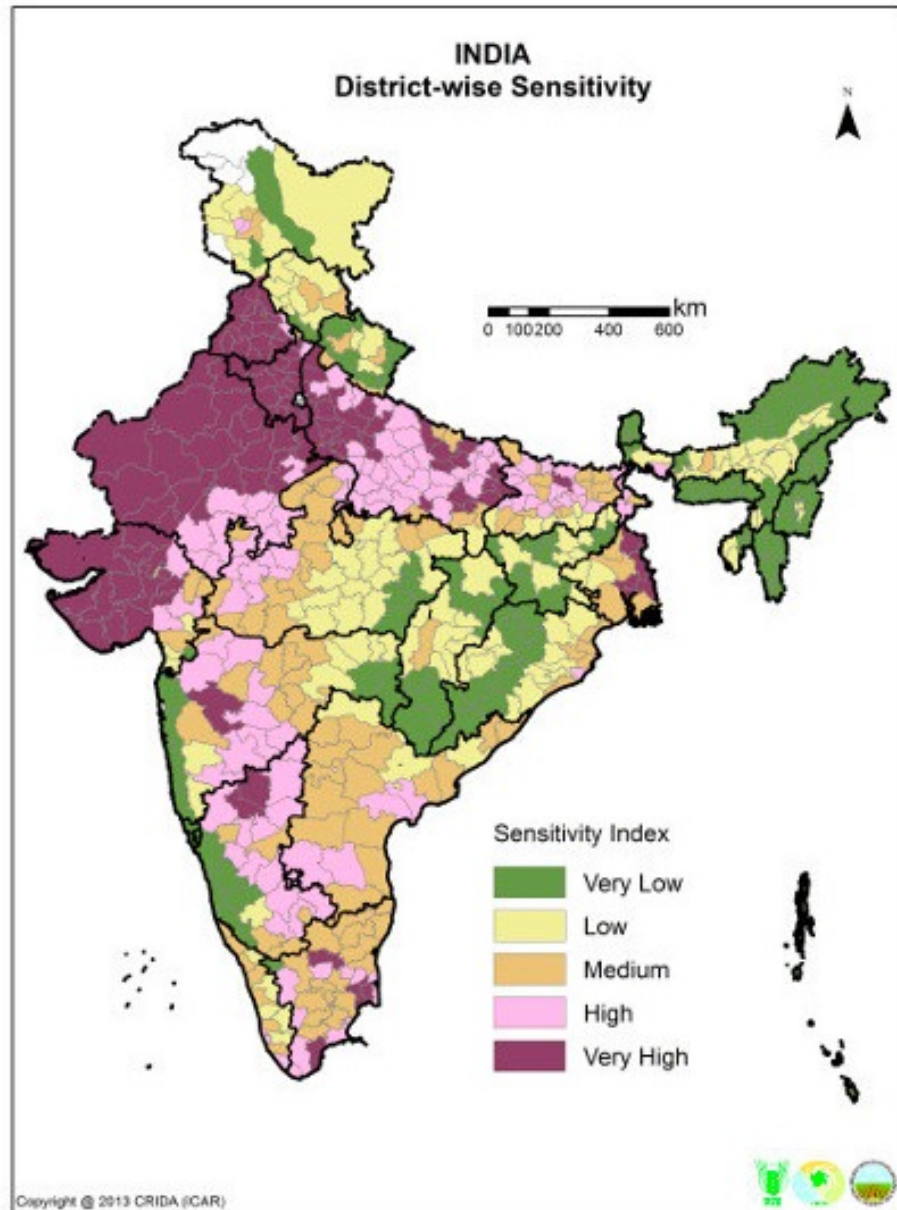 INDIA
District-wise Sensitivity
N
km
0 100200 400 600
Sensitivity Index
Very Low
Low
Medium
High
Very High
Copyright @ 2013 CRIDA (ICAR)